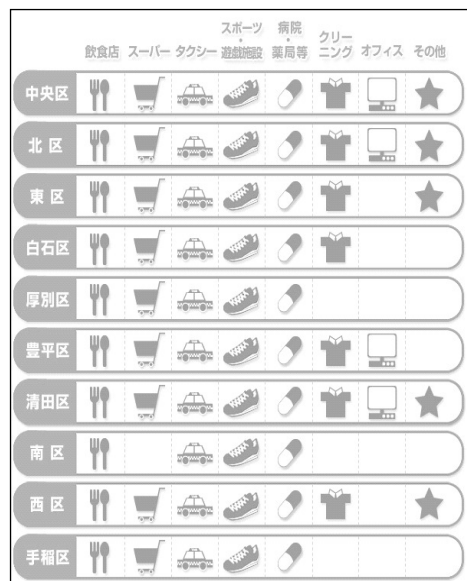 飲食店 スーパー タクシー スポーツ・遊戯施設 病院・薬局等 クリーニング オフィス その他
中央区
北区
東区
白石区
厚別区
豊平区
清田区
南区
西区
手稲区